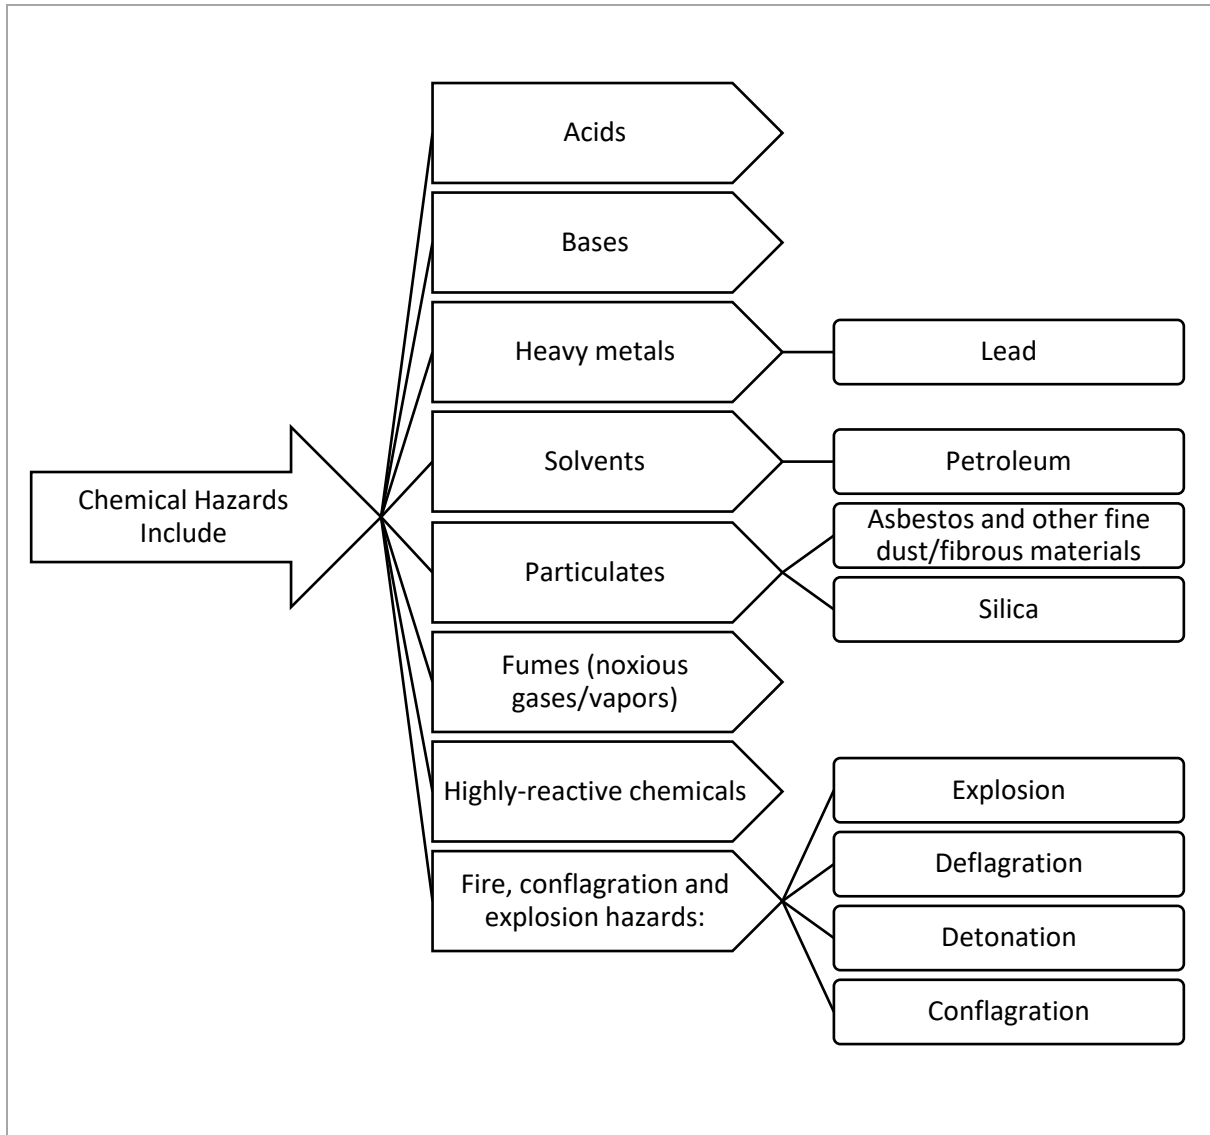 Acids
Bases
Heavy metals
Lead
Chemical Hazards
Include
Solvents
Petroleum
Particulates
Asbestos and other fine
dust/fibrous materials
Silica
Fumes (noxious
gases/vapors)
Highly-reactive chemicals
Fire, conflagration and
explosion hazards:
Explosion
Deflagration
Detonation
Conflagration